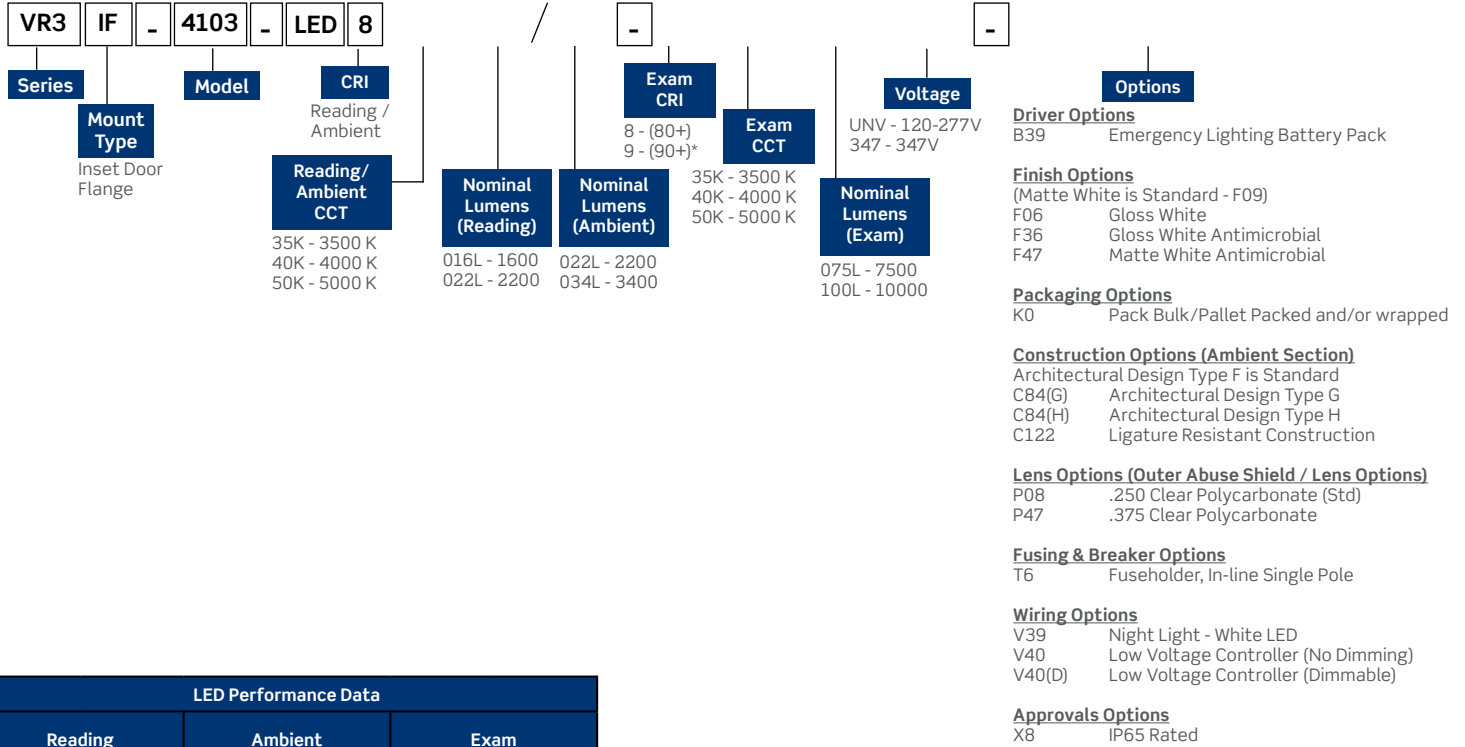 VR3 IF - 4103 - LED 8 / - -
Series
Mount
Type
Inset Door
Flange
Model
CRI
Reading /
Ambient
Reading/
Ambient
CCT
35K - 3500 K
40K - 4000 K
50K - 5000 K
Nominal
Lumens
(Reading)
016L - 1600
022L - 2200
Nominal
Lumens
(Ambient)
022L - 2200
034L - 3400
Exam
CRI
8 - (80+)
9 - (90+)*
Exam
CCT
35K - 3500 K
40K - 4000 K
50K - 5000 K
Nominal
Lumens
(Exam)
075L - 7500
100L - 10000
Voltage
UNV - 120-277V
347 - 347V
Options
Driver Options
B39 Emergency Lighting Battery Pack
Finish Options
(Matte White is Standard - F09)
F06 Gloss White
F36 Gloss White Antimicrobial
F47 Matte White Antimicrobial
Packaging Options
K0 Pack Bulk/Pallet Packed and/or wrapped
Construction Options (Ambient Section)
Architectural Design Type F is Standard
C84(G) Architectural Design Type G
C84(H) Architectural Design Type H
C122 Ligature Resistant Construction
Lens Options (Outer Abuse Shield / Lens Options)
P08 .250 Clear Polycarbonate (Std)
P47 .375 Clear Polycarbonate
Fusing & Breaker Options
T6 Fuseholder, In-line Single Pole
Wiring Options
V39 Night Light - White LED
V40 Low Voltage Controller (No Dimming)
V40(D) Low Voltage Controller (Dimmable)
Approvals Options
X8 IP65 Rated
LED Performance Data
Reading Ambient Exam